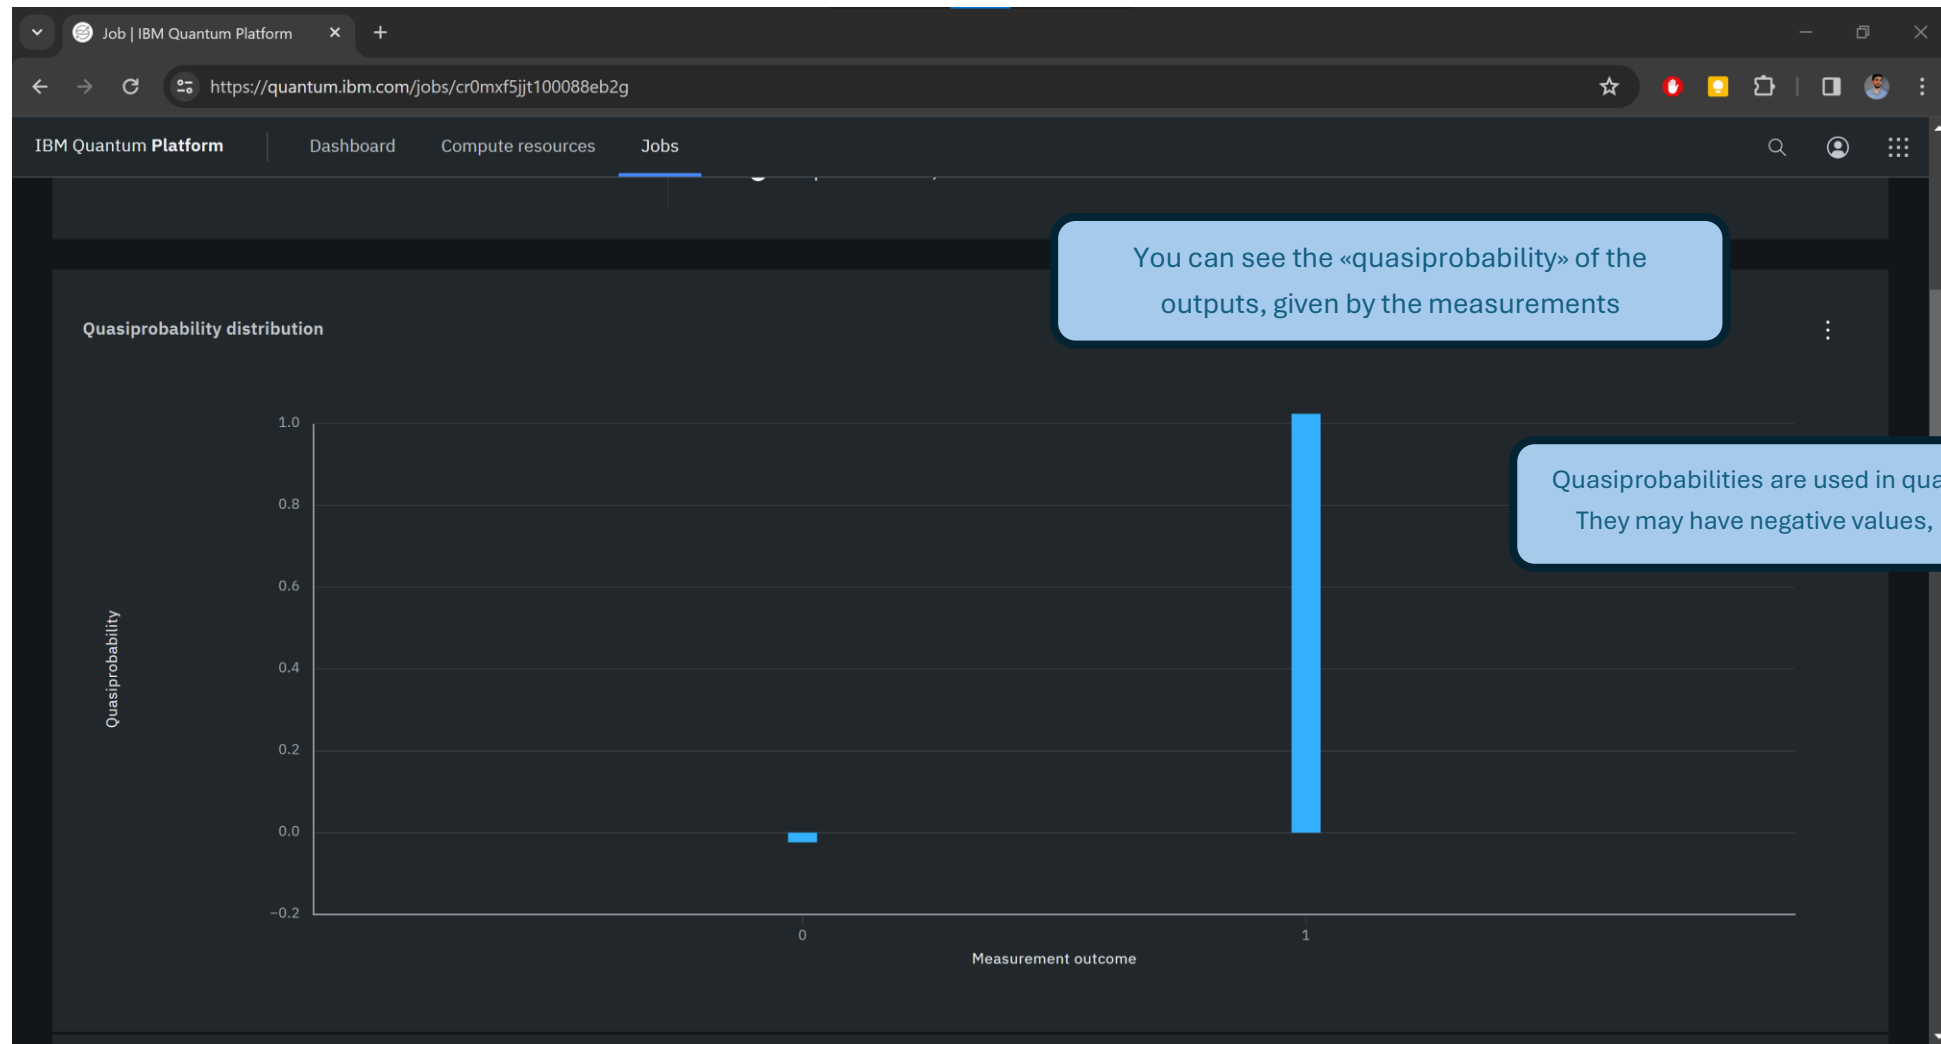 Job | IBM Quantum Platform
https://quantum.ibm.com/jobs/cr0mxf5jjt100088eb2g
IBM Quantum Platform
Dashboard
Compute resources
Jobs
You can see the «quasiprobability» of the
outputs, given by the measurements
Quasiprobability distribution
Quasiprobabilities are used in qua
They may have negative values,
Quasiprobability
1.0
0.8
0.6
0.4
0.2
0.0
−0.2
0
1
Measurement outcome